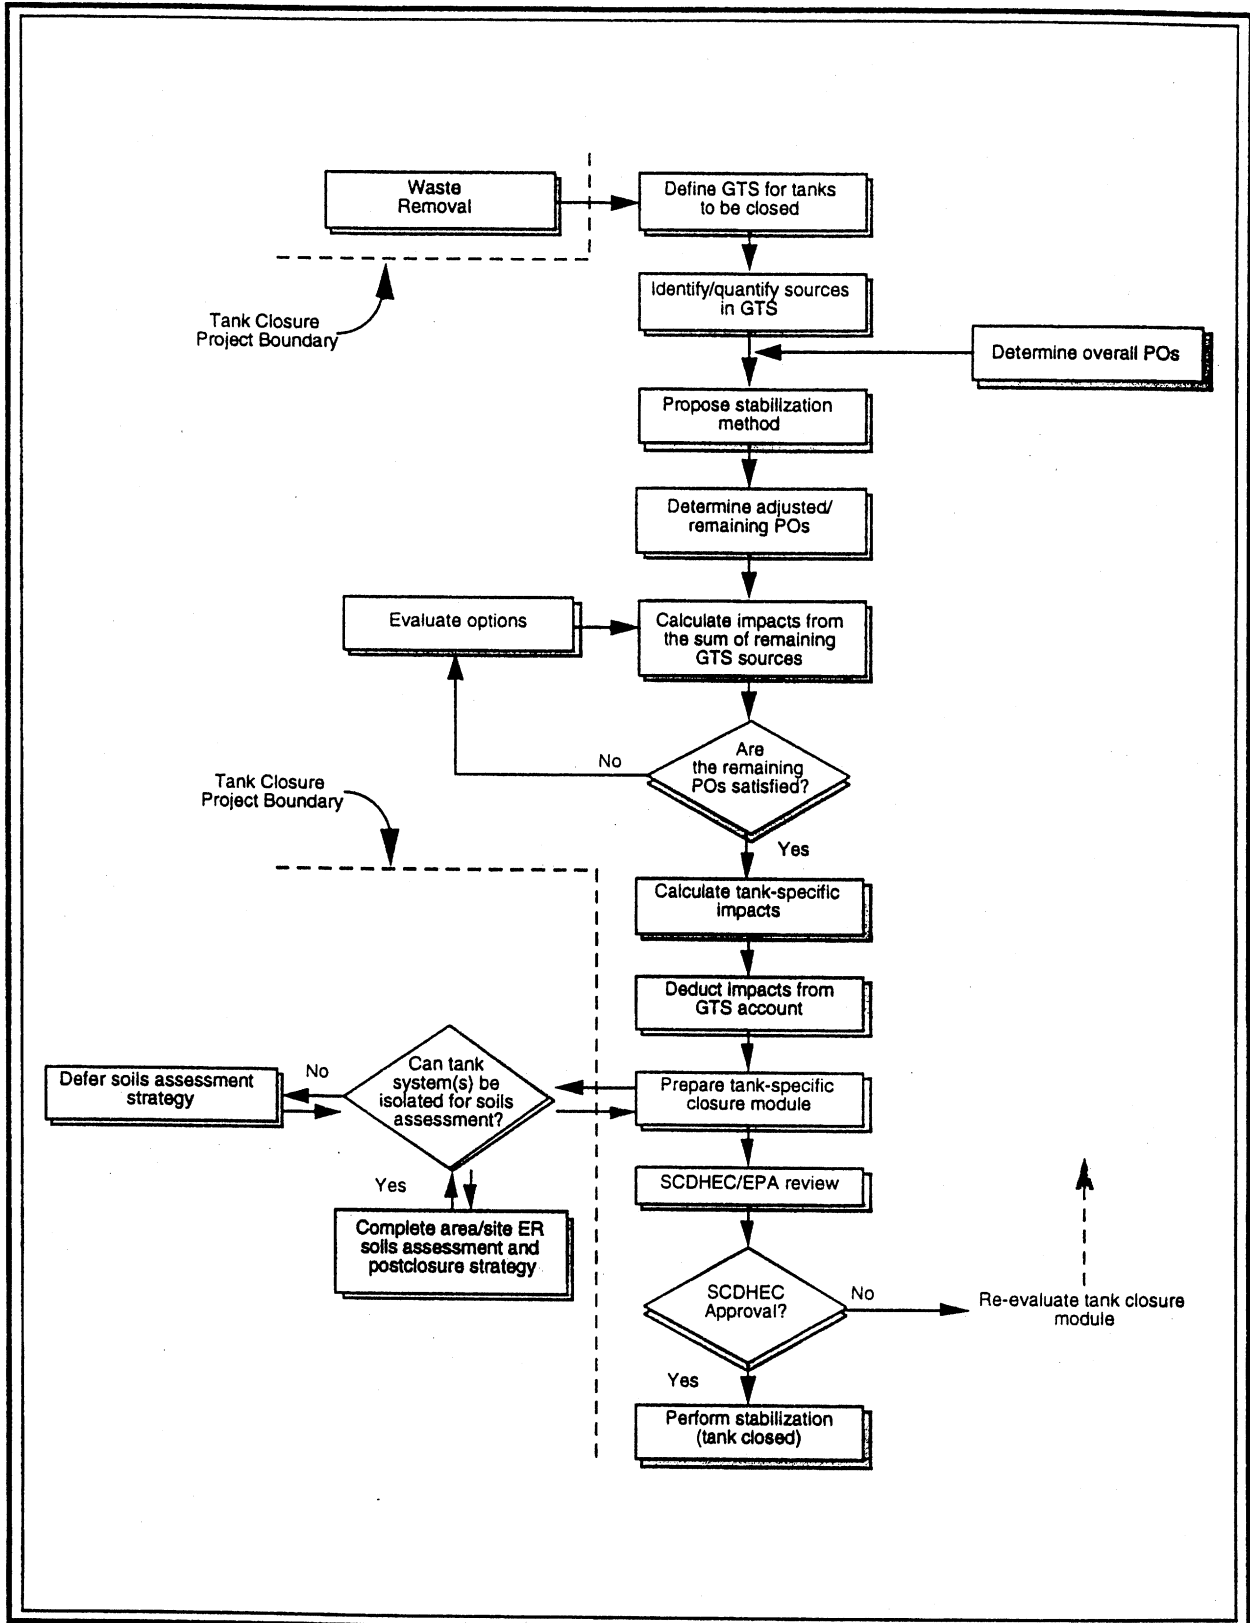 Waste
Removal
Define GTS for tanks
to be closed
Identify/quantify sources
in GTS
Tank Closure
Project Boundary
Determine overall POs
Propose stabilization
method
Determine adjusted/
remaining POs
Evaluate options
Calculate impacts from
the sum of remaining
GTS sources
No
Are
the remaining
POs satisfied?
Tank Closure
Project Boundary
Yes
Calculate tank-specific
impacts
Deduct impacts from
GTS account
Defer soils assessment
strategy
No
Can tank
system(s) be
isolated for soils
assessment?
Prepare tank-specific
closure module
Yes
SCDHEC/EPA review
Complete area/site ER
soils assessment and
postclosure strategy
SCDHEC
Approval?
No
Re-evaluate tank closure
module
Yes
Perform stabilization
(tank closed)